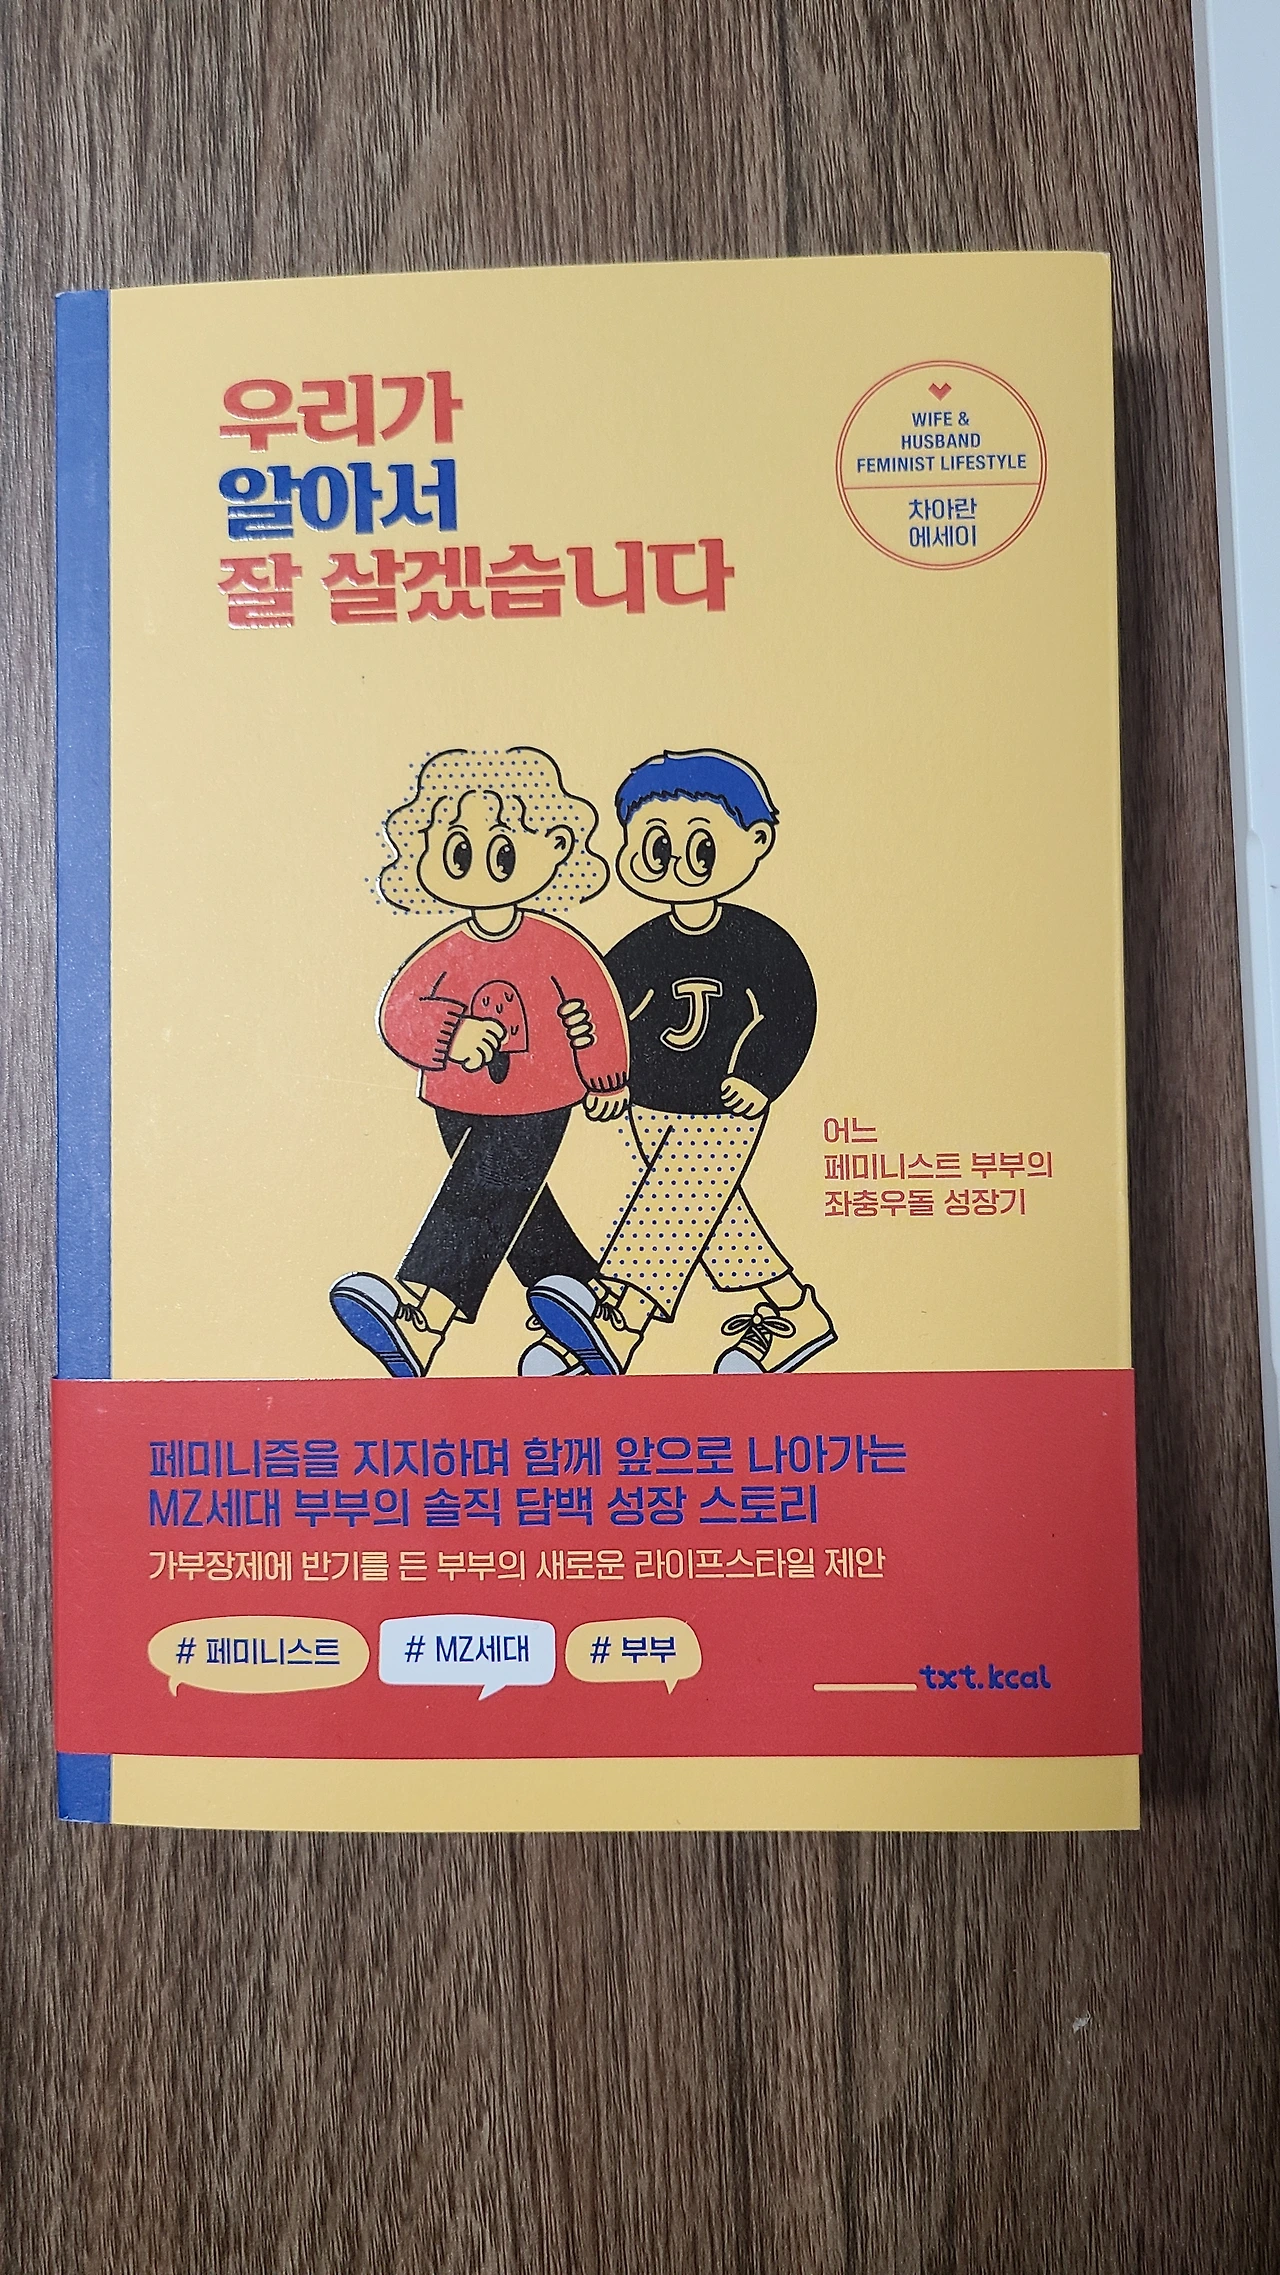 우리가
알아서
잘 살겠습니다
WIFE &
HUSBAND
FEMINIST LIFESTYLE
차아란
에세이
J
어느
페미니스트 부부의
좌충우돌 성장기
페미니즘을 지지하며 함께 앞으로 나아가는
MZ세대 부부의 솔직 담백 성장 스토리
가부장제에 반기를 든 부부의 새로운 라이프스타일 제안
# 페미니스트
# MZ세대
# 부부
txt.kcal